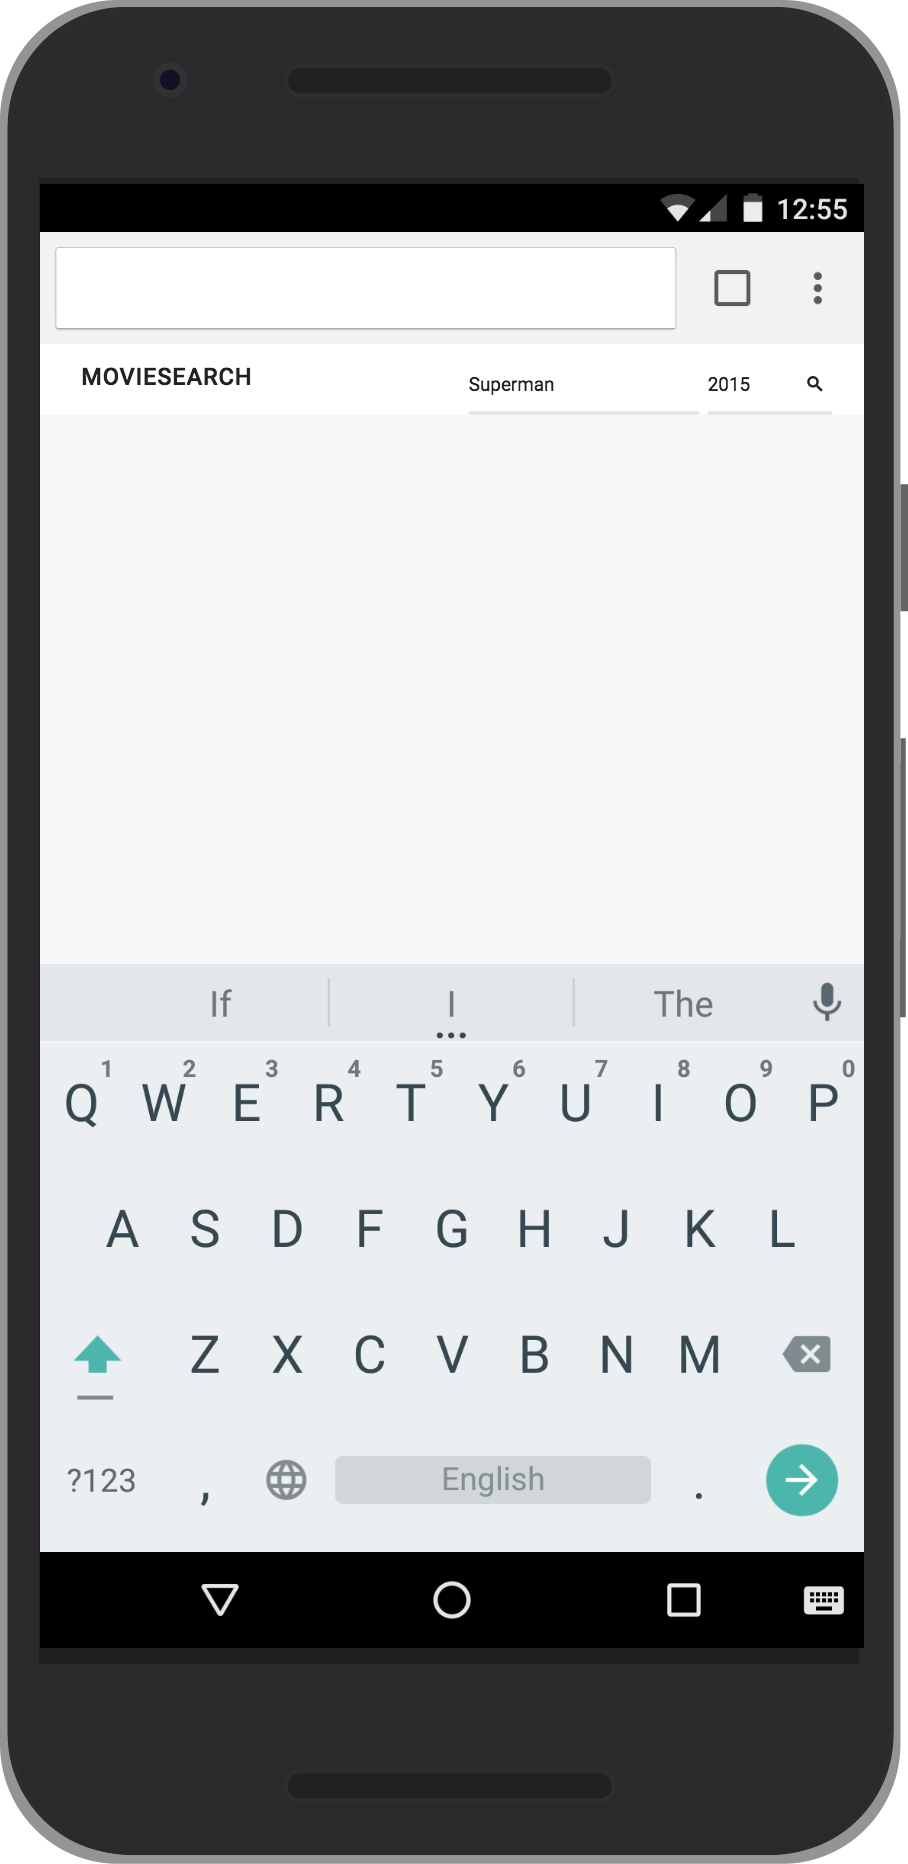 12:55
MOVIESEARCH
Superman 2015
If I The
1 2 3 4 5 6 7 8 9 0
Q W E R T Y U I O P
A S D F G H J K L
Z X C V B N M
?123 , English .